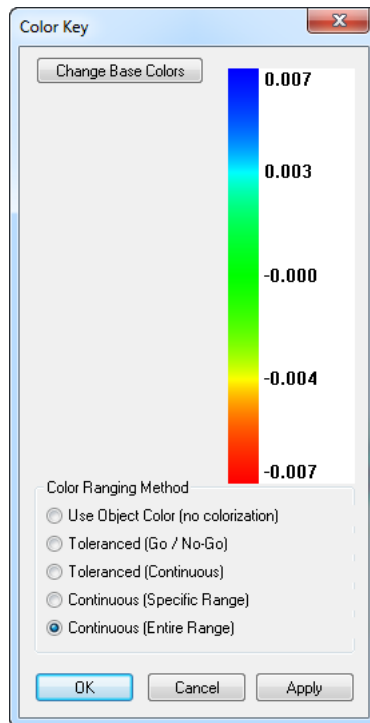 Color Key
Change Base Colors
0.007
0.003
-0.000
-0.004
-0.007
Color Ranging Method
Use Object Color (no colorization)
Toleranced (Go / No-Go)
Toleranced (Continuous)
Continuous (Specific Range)
Continuous (Entire Range)
OK Cancel Apply